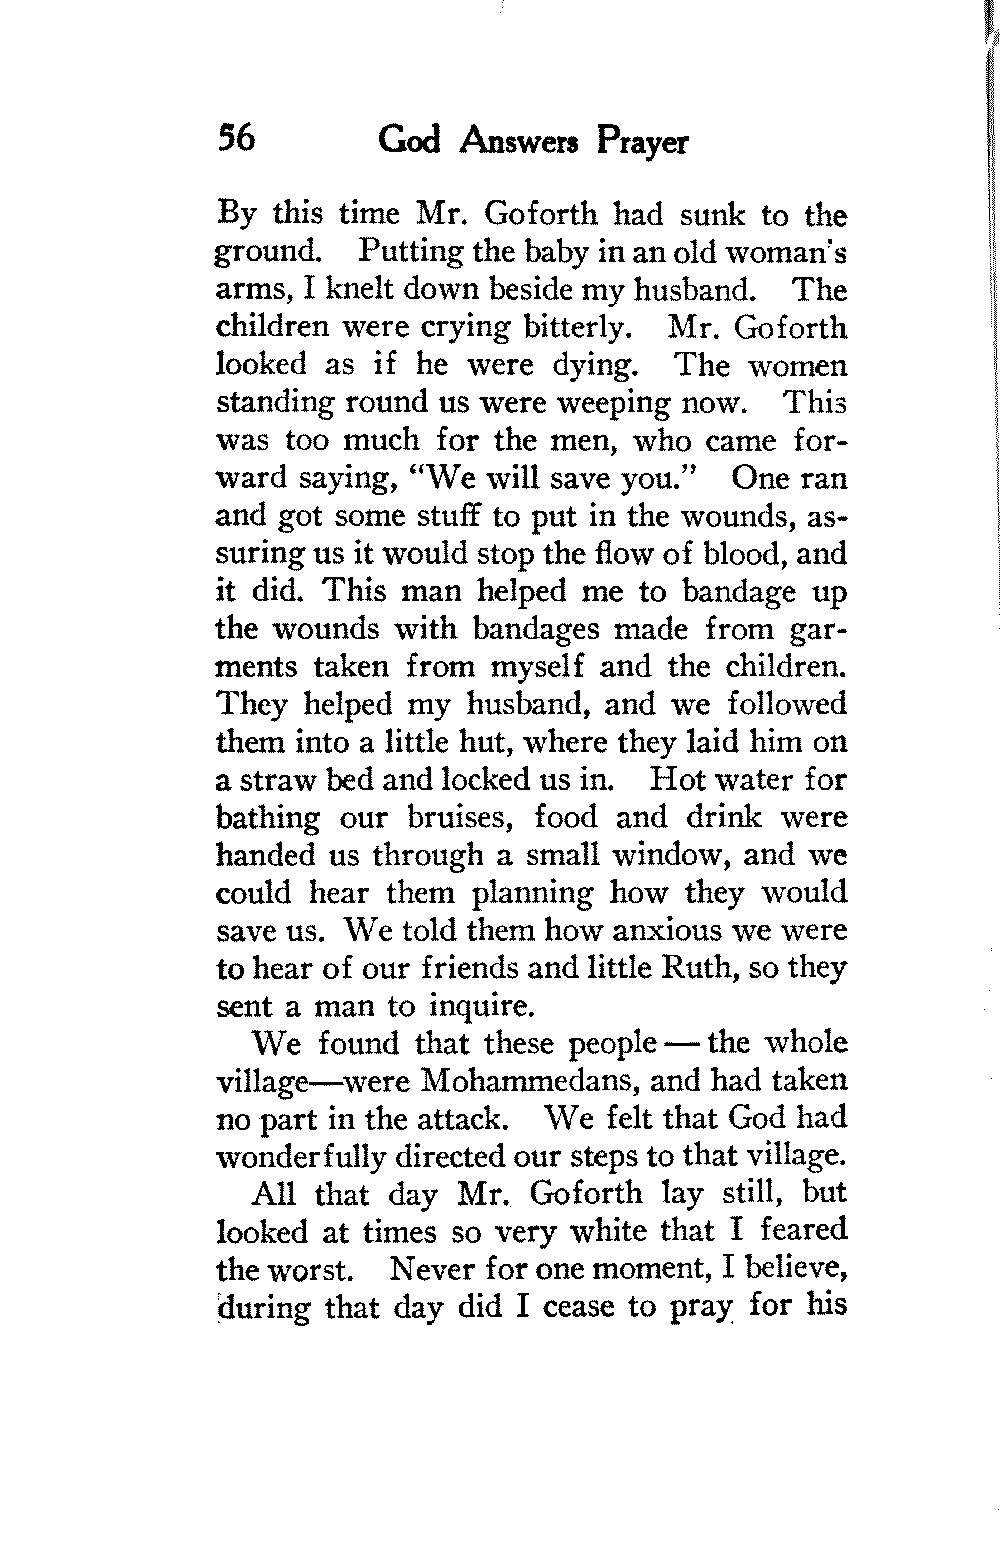 56 God Answers Prayer
By this time Mr. Goforth had sunk to the
ground. Putting the baby in an old woman's
arms, I knelt down beside my husband. The
children were crying bitterly. Mr. Goforth
looked as if he were dying. The women
standing round us were weeping now. This
was too much for the men, who came for-
ward saying, “We will save you.” One ran
and got some stuff to put in the wounds, as-
suring us it would stop the flow of blood, and
it did. This man helped me to bandage up
the wounds with bandages made from gar-
ments taken from myself and the children.
They helped my husband, and we followed
them into a little hut, where they laid him on
a straw bed and locked us in. Hot water for
bathing our bruises, food and drink were
handed us through a small window, and we
could hear them planning how they would
save us. We told them how anxious we were
to hear of our friends and little Ruth, so they
sent a man to inquire.
We found that these people — the whole
village—were Mohammedans, and had taken
no part in the attack. We felt that God had
wonderfully directed our steps to that village.
All that day Mr. Goforth lay still, but
looked at times so very white that I feared
the worst. Never for one moment, I believe,
during that day did I cease to pray for his